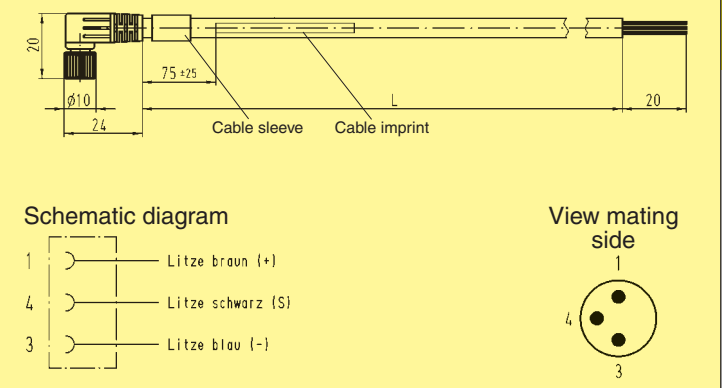 20
75 ±25
Ø10
24
L
20
Cable sleeve
Cable imprint
Schematic diagram
1
Litze braun (+)
4
Litze schwarz (S)
3
Litze blau (-)
View mating
side
1
4
3